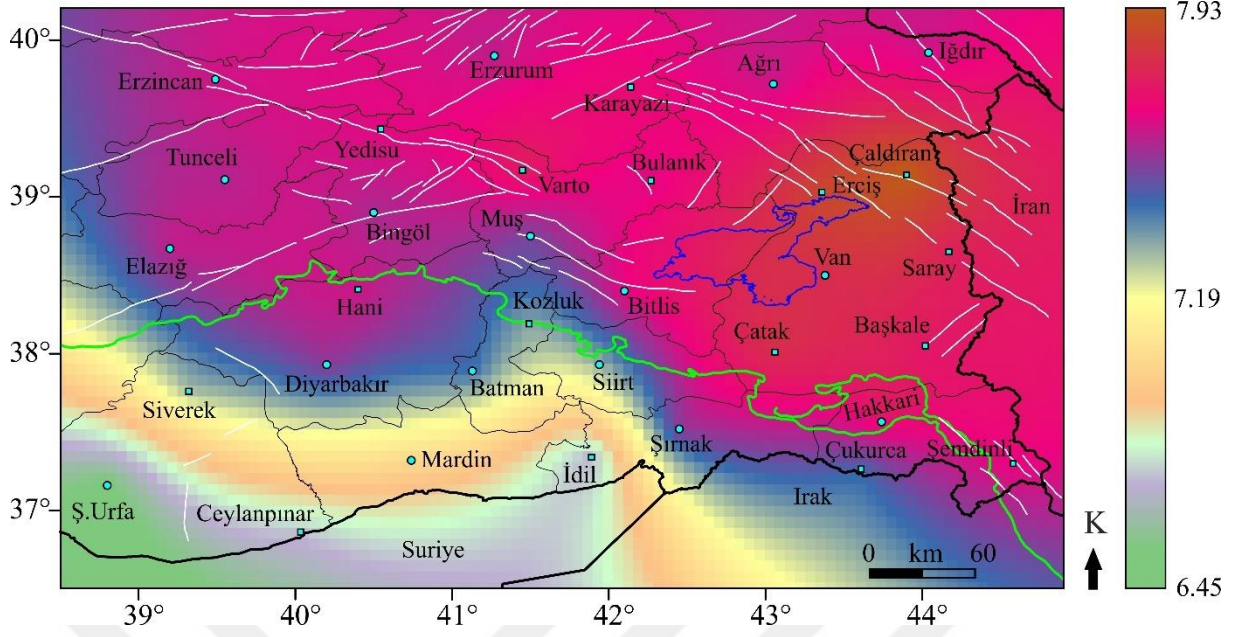 7.93
40°
Erzincan
Erzurum
Ağrı
Iğdır
Karayazı
Tunceli
Yedisu
Çaldıran
Bulanık
Varto
Erciş
39°
İran
Bingöl
Muş
Elazığ
Van
Saray
7.19
Hani
Kozluk
Bitlis
Çatak
Başkale
38°
Diyarbakır
Batman
Siirt
Siverek
Hakkari
Şırnak
Çukurca
Şemdinli
Mardin
İdil
37°
Ş.Urfa
Ceylanpınar
Irak
Suriye
K
0 km 60
6.45
39° 40° 41° 42° 43° 44°